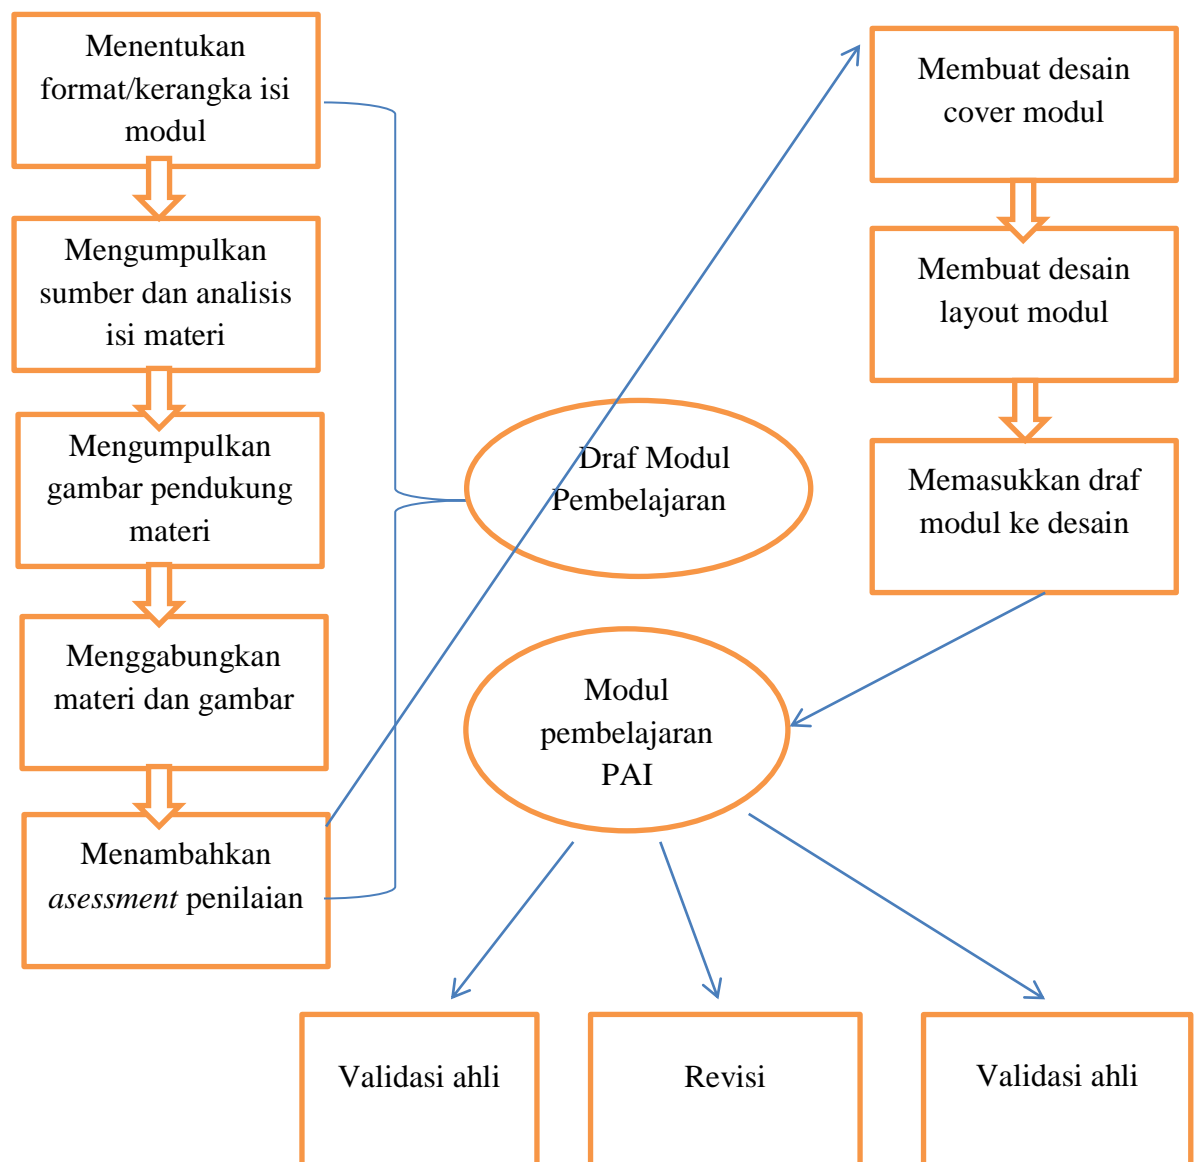 Menentukan
format/kerangka isi
modul
Mengumpulkan
sumber dan analisis
isi materi
Mengumpulkan
gambar pendukung
materi
Menggabungkan
materi dan gambar
Menambahkan
asessment penilaian
Draf Modul
Pembelajaran
Membuat desain
cover modul
Membuat desain
layout modul
Memasukkan draf
modul ke desain
Modul
pembelajaran
PAI
Validasi ahli
Revisi
Validasi ahli